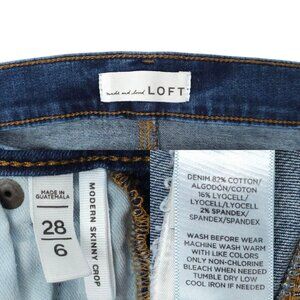 made and loved LOFT
MADE IN
GUATEMALA
28
6
MODERN SKINNY CROP
DENIM: 82% COTTON/
ALGODÓN/COTON
16% LYOCELL/
LYOCELL/LYOCELL
2% SPANDEX/
SPANDEX/SPANDEX
WASH BEFORE WEAR
MACHINE WASH WARM
WITH LIKE COLORS
ONLY NON-CHLORINE
BLEACH WHEN NEEDED
TUMBLE DRY LOW
COOL IRON IF NEEDED